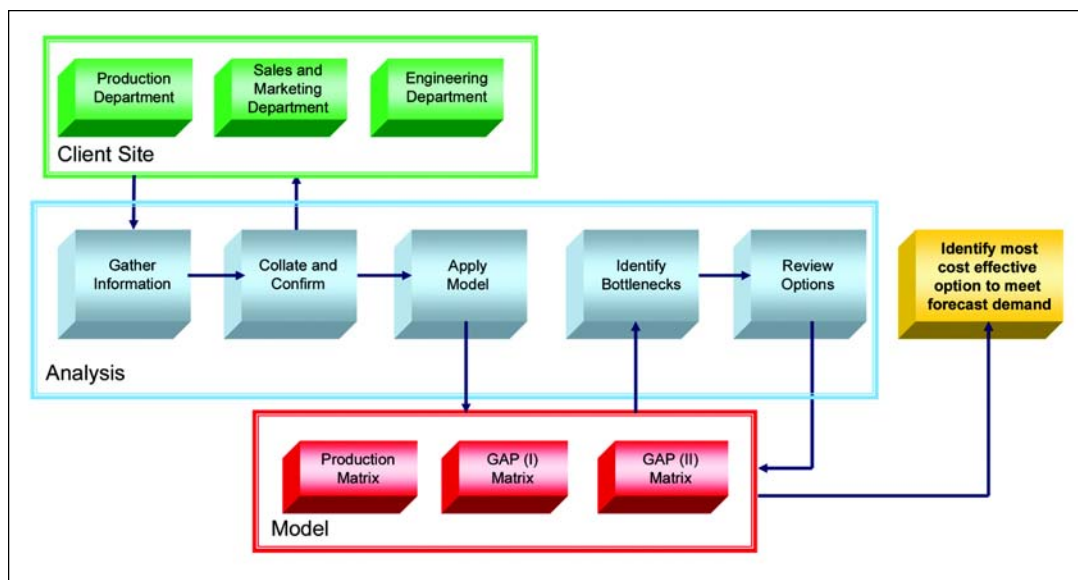 Production
Department
Sales and
Marketing
Department
Engineering
Department
Client Site
Gather
Information
Collate and
Confirm
Apply
Model
Identify
Bottlenecks
Review
Options
Identify most
cost effective
option to meet
forecast demand
Analysis
Production
Matrix
GAP (I)
Matrix
GAP (II)
Matrix
Model